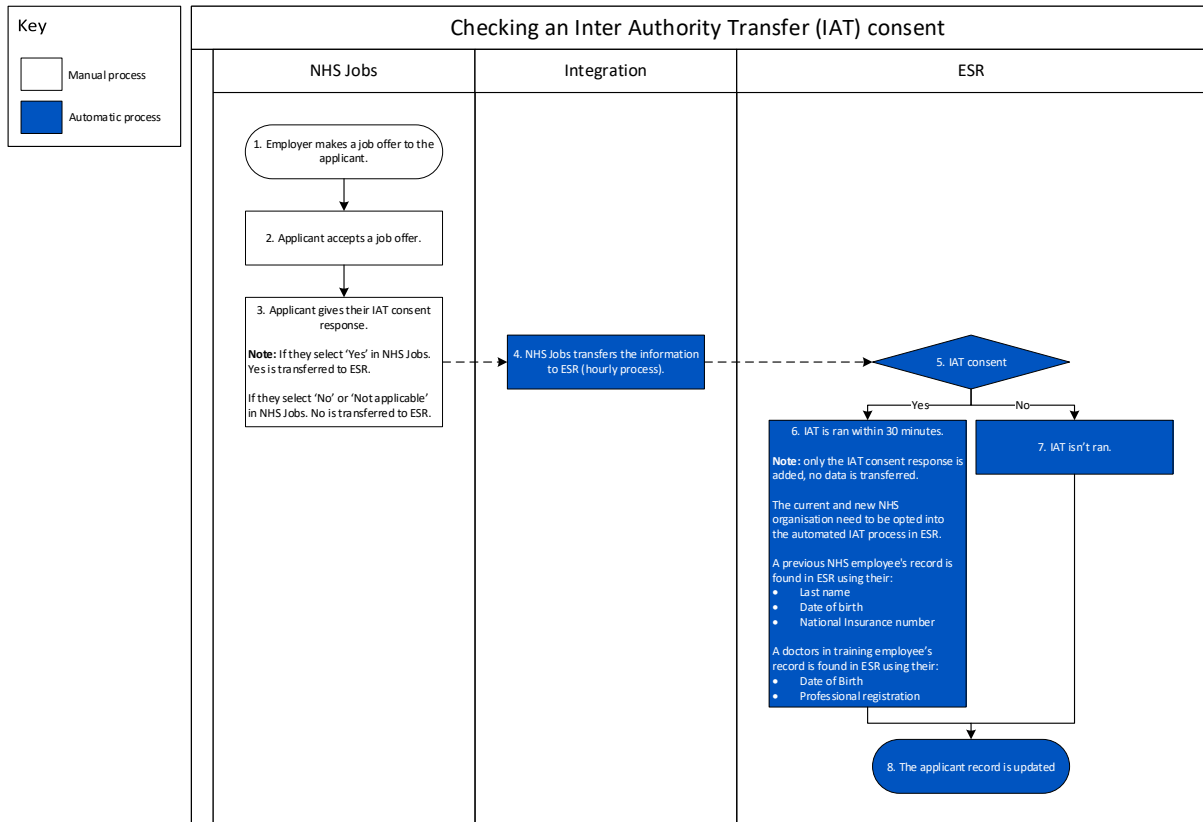 Key
Manual process
Automatic process
Checking an Inter Authority Transfer (IAT) consent
NHS Jobs
Integration
ESR
1. Employer makes a job offer to the
applicant.
2. Applicant accepts a job offer.
3. Applicant gives their IAT consent
response.
Note: If they select ‘Yes’ in NHS Jobs.
Yes is transferred to ESR.
If they select ‘No’ or ‘Not applicable’
in NHS Jobs. No is transferred to ESR.
4. NHS Jobs transfers the information
to ESR (hourly process).
5. IAT consent
Yes
No
6. IAT is ran within 30 minutes.
Note: only the IAT consent response is
added, no data is transferred.
The current and new NHS
organisation need to be opted into
the automated IAT process in ESR.
A previous NHS employee's record is
found in ESR using their:
• Last name
• Date of birth
• National Insurance number
A doctors in training employee’s
record is found in ESR using their:
• Date of Birth
• Professional registration
7. IAT isn’t ran.
8. The applicant record is updated